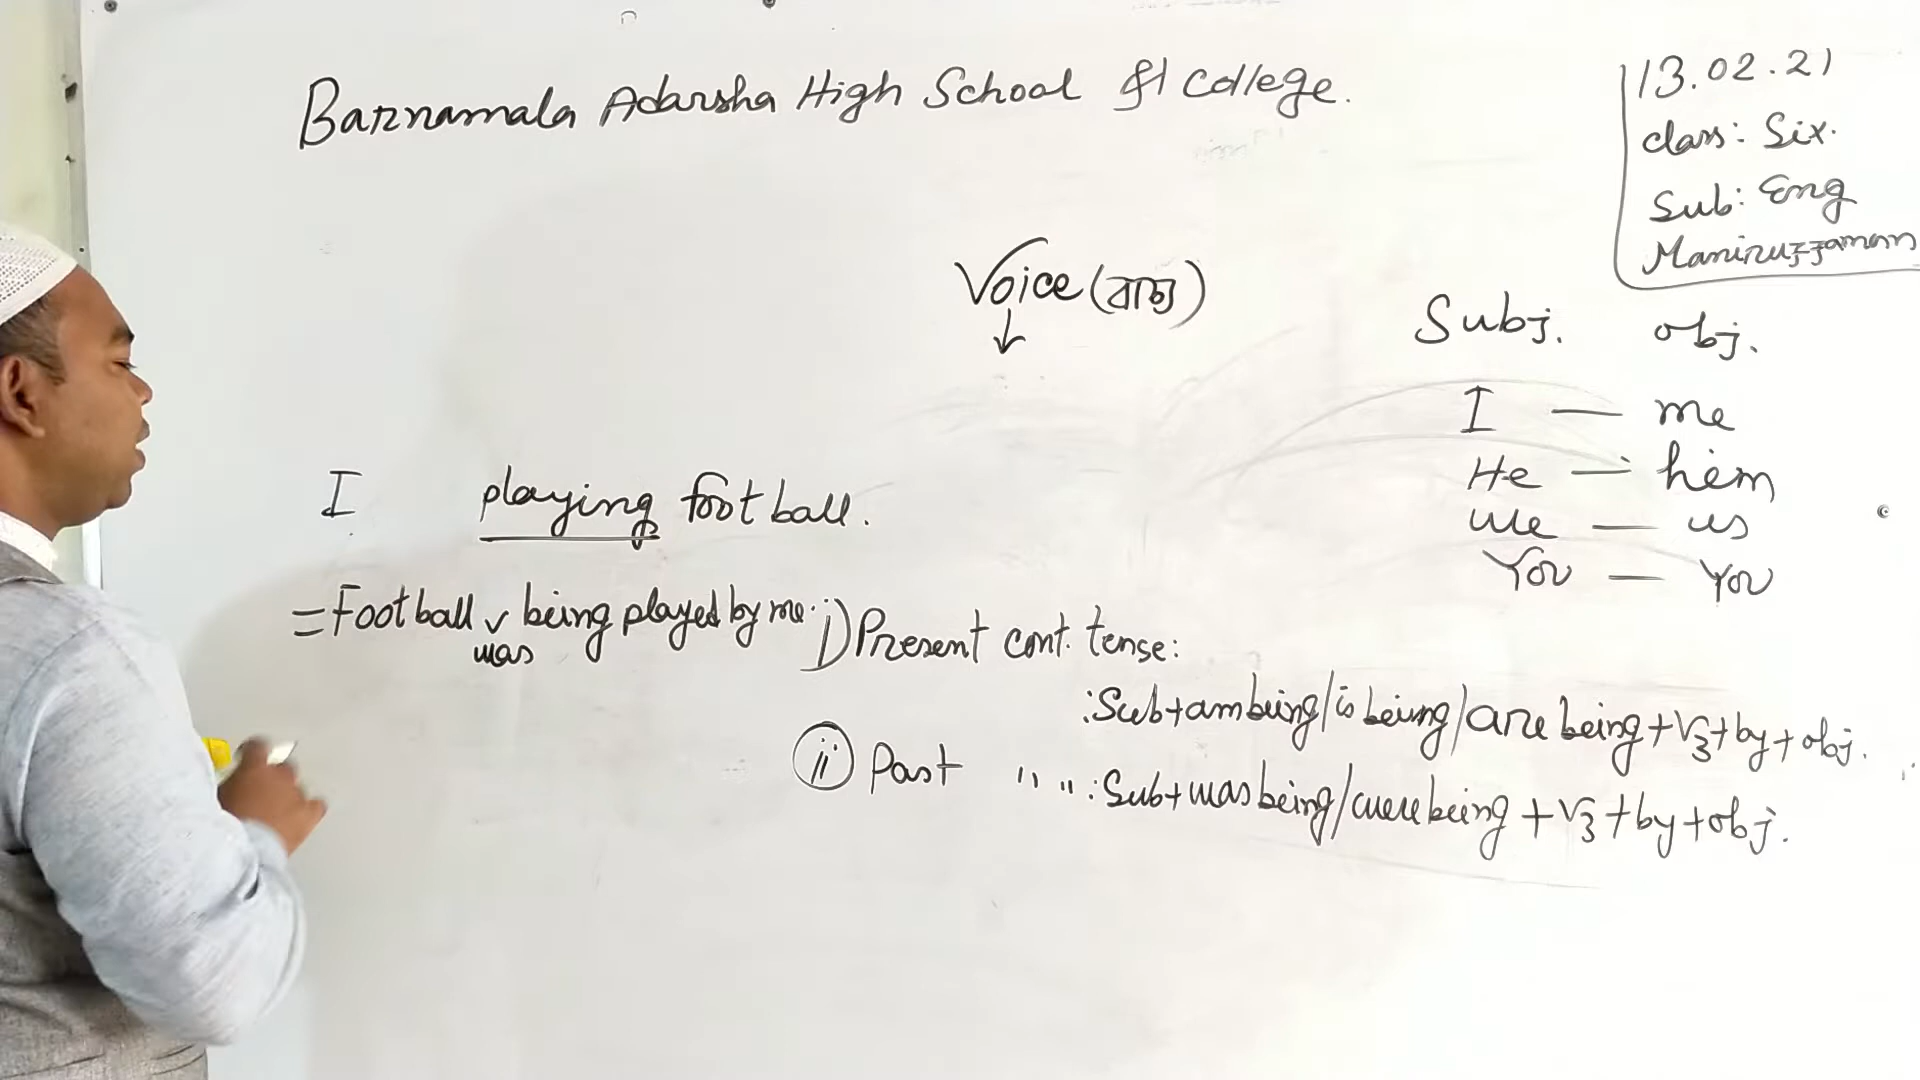 Barnamala Adarsha High School & College.
13.02.21
class: Six.
Sub: Eng
Maniruzzaman
Voice (বাচ্য)
↓
Subj. obj.
I — me
He — him
We — us
You — You
I playing football.
= Football ✓ being played by me.
was
i) Present cont. tense:
: Sub + am being / is being / are being + V3 + by + obj.
ii) Past " " : Sub + was being / were being + V3 + by + obj.